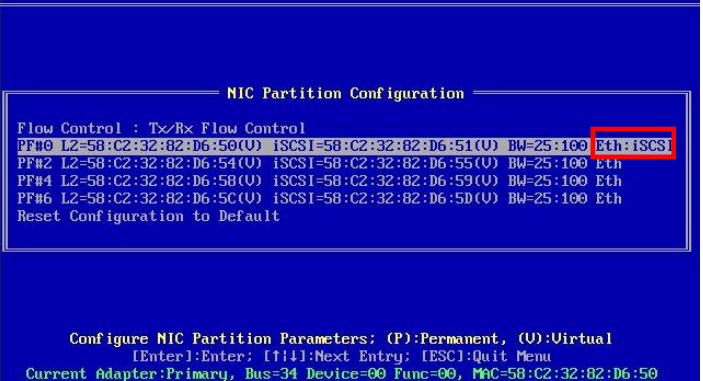 NIC Partition Configuration
Flow Control : Tx/Rx Flow Control
PF#0 L2=58:C2:32:82:D6:50(V) iSCSI=58:C2:32:82:D6:51(V) BW=25:100 Eth:iSCSI
PF#2 L2=58:C2:32:82:D6:54(V) iSCSI=58:C2:32:82:D6:55(V) BW=25:100 Eth
PF#4 L2=58:C2:32:82:D6:58(V) iSCSI=58:C2:32:82:D6:59(V) BW=25:100 Eth
PF#6 L2=58:C2:32:82:D6:5C(V) iSCSI=58:C2:32:82:D6:5D(V) BW=25:100 Eth
Reset Configuration to Default
Configure NIC Partition Parameters; (P):Permanent, (V):Virtual
[Enter]:Enter; [↑|↓]:Next Entry; [ESC]:Quit Menu
Current Adapter:Primary, Bus=34 Device=00 Func=00, MAC=58:C2:32:82:D6:50